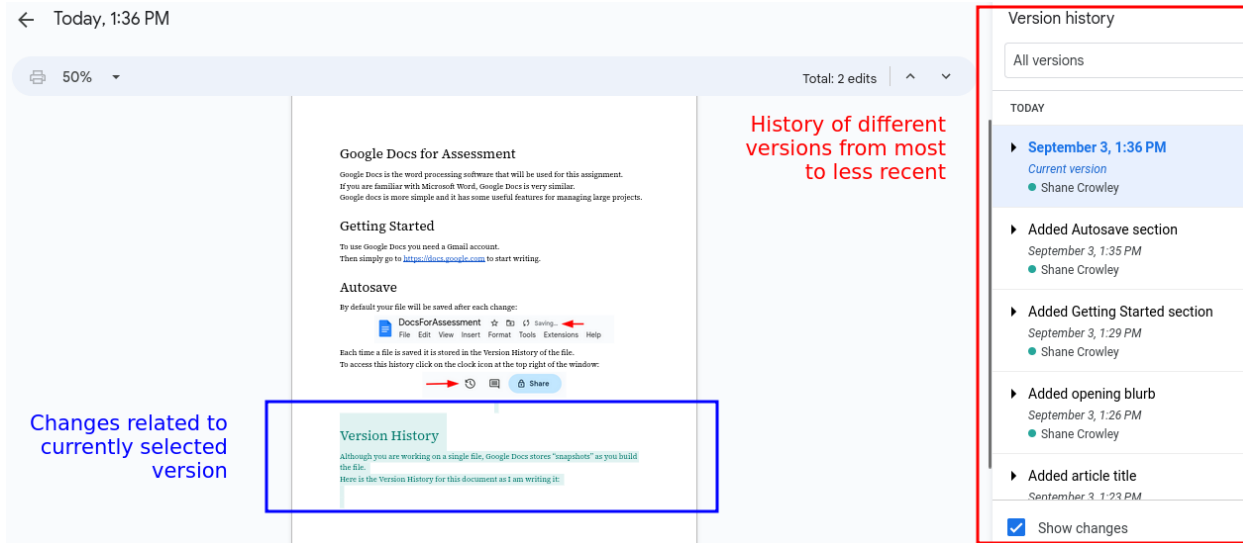 Today, 1:36 PM
50%
Total: 2 edits
Google Docs for Assessment
Google Docs is the word processing software that will be used for this assignment.
If you are familiar with Microsoft Word, Google Docs is very similar.
Google docs is more simple and it has some useful features for managing large projects.
Getting Started
To use Google Docs you need a Gmail account.
Then simply go to https://docs.google.com to start writing.
Autosave
By default your file will be saved after each change:
DocsForAssessment Saving...
File Edit View Insert Format Tools Extensions Help
Each time a file is saved it is stored in the Version History of the file.
To access this history click on the clock icon at the top right of the window:
Share
Version History
Although you are working on a single file, Google Docs stores "snapshots" as you build
the file.
Here is the Version History for this document as I am writing it:
Changes related to
currently selected
version
History of different
versions from most
to less recent
Version history
All versions
TODAY
September 3, 1:36 PM
Current version
Shane Crowley
Added Autosave section
September 3, 1:35 PM
Shane Crowley
Added Getting Started section
September 3, 1:29 PM
Shane Crowley
Added opening blurb
September 3, 1:26 PM
Shane Crowley
Added article title
September 3, 1:23 PM
Show changes